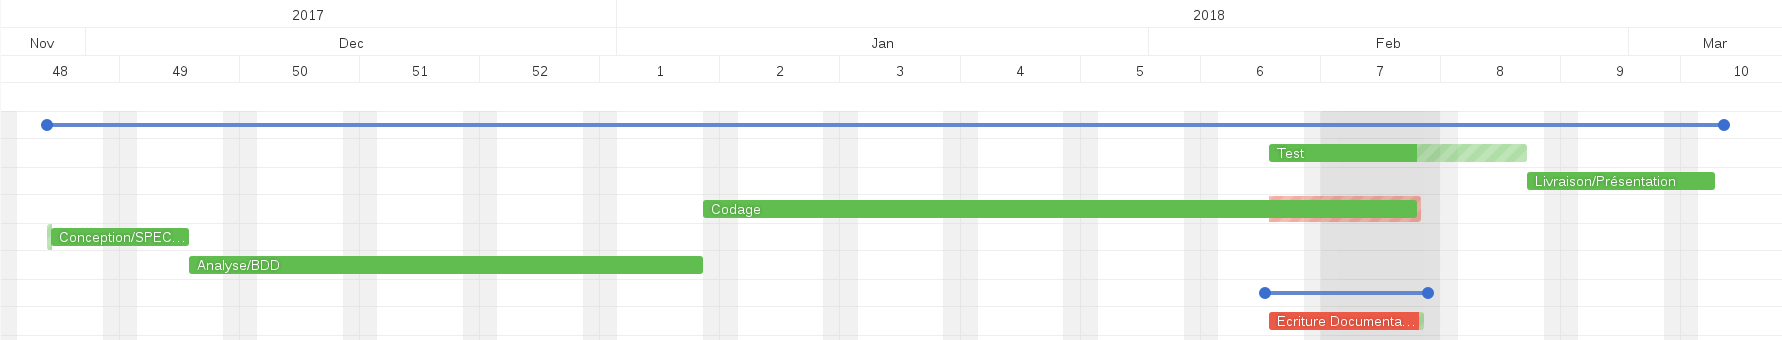 2017 2018
Nov Dec Jan Feb Mar
48 49 50 51 52 1 2 3 4 5 6 7 8 9 10
Test
Livraison/Présentation
Codage
Conception/SPEC...
Analyse/BDD
Ecriture Documenta...